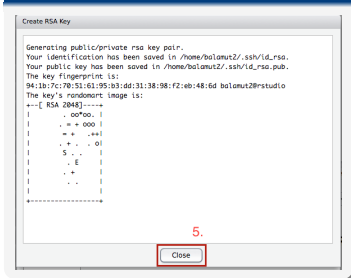 Create RSA Key
Generating public/private rsa key pair.
Your identification has been saved in /home/balamut2/.ssh/id_rsa.
Your public key has been saved in /home/balamut2/.ssh/id_rsa.pub.
The key fingerprint is:
94:1b:7c:70:51:61:95:b3:dd:31:38:98:f2:eb:48:6d balamut2@rstudio
The key's randomart image is:
+--[ RSA 2048]----+
|        . oo*oo. |
|       . = + ooo |
|        = +   .++|
|       . + .  . o|
|        S . .    |
|         . E     |
|        . +      |
|         . .     |
|                 |
+-----------------+
5.
Close